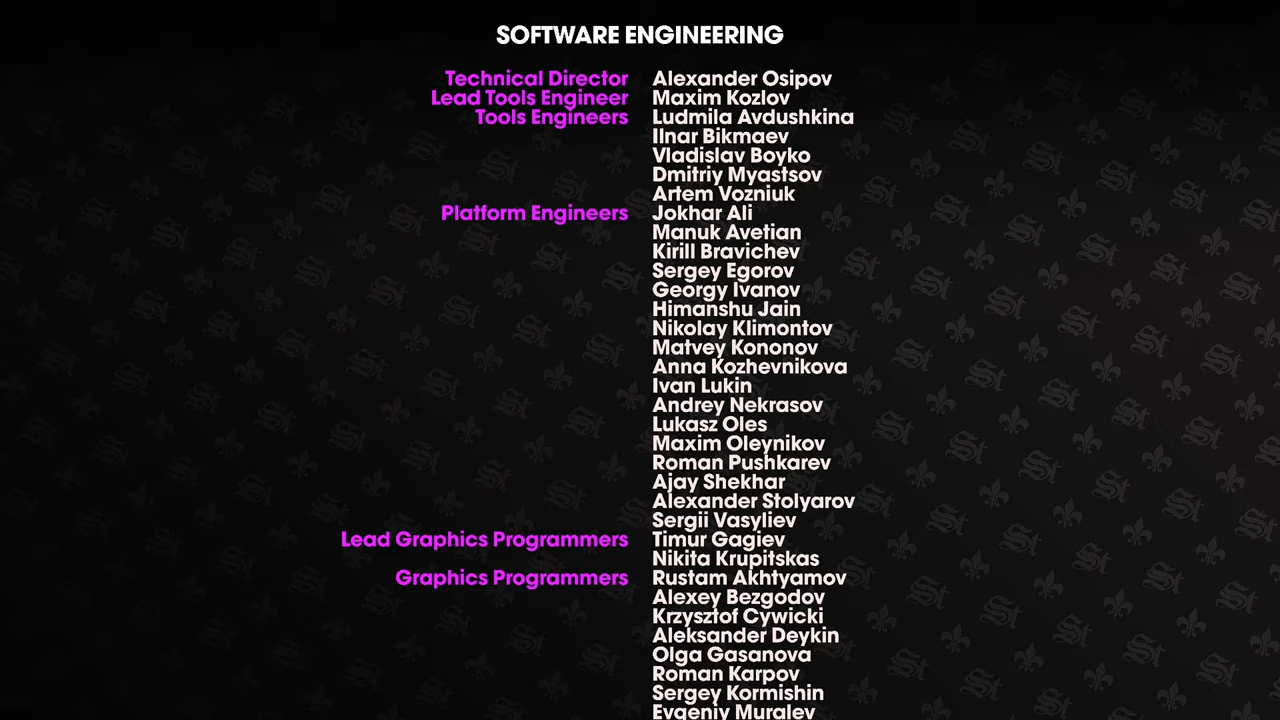 SOFTWARE ENGINEERING
Technical Director Alexander Osipov
Lead Tools Engineer Maxim Kozlov
Tools Engineers Ludmila Avdushkina
Ilnar Bikmaev
Vladislav Boyko
Dmitriy Myastsov
Artem Vozniuk
Platform Engineers Jokhar Ali
Manuk Avetian
Kirill Bravichev
Sergey Egorov
Georgy Ivanov
Himanshu Jain
Nikolay Klimontov
Matvey Kononov
Anna Kozhevnikova
Ivan Lukin
Andrey Nekrasov
Lukasz Oles
Maxim Oleynikov
Roman Pushkarev
Ajay Shekhar
Alexander Stolyarov
Sergii Vasyliev
Lead Graphics Programmers Timur Gagiev
Nikita Krupitskas
Graphics Programmers Rustam Akhtyamov
Alexey Bezgodov
Krzysztof Cywicki
Aleksander Deykin
Olga Gasanova
Roman Karpov
Sergey Kormishin
Evgeniy Muralev